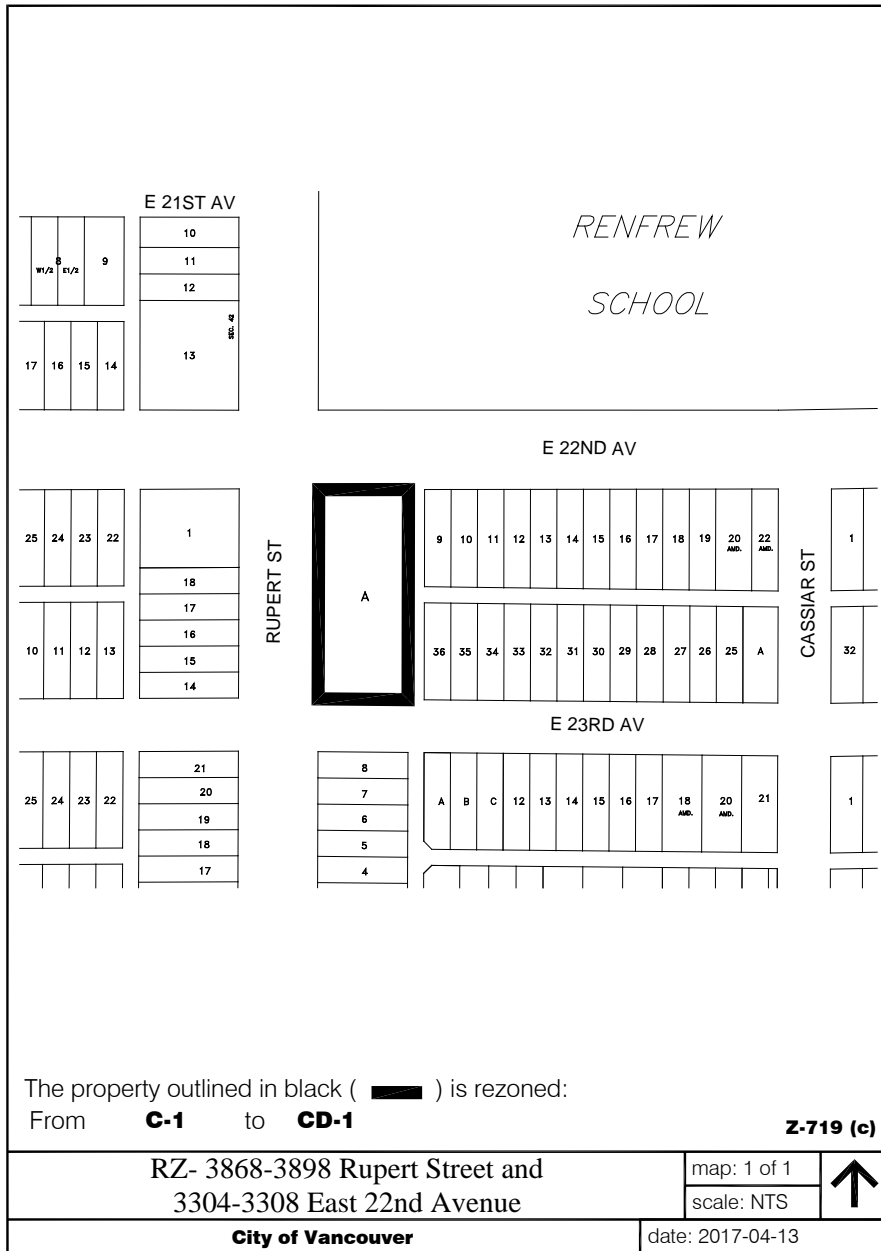 E 21ST AV
RENFREW
SCHOOL
8
W1/2 E1/2
9
10
11
12
13
SEC. 42
17 16 15 14
E 22ND AV
25 24 23 22
1
18
17
16
15
14
10 11 12 13
RUPERT ST
A
9 10 11 12 13 14 15 16 17 18 19 20 22
AMD. AMD.
36 35 34 33 32 31 30 29 28 27 26 25 A
CASSIAR ST
1
32
E 23RD AV
25 24 23 22
21
20
19
18
17
8
7
6
5
4
A B C 12 13 14 15 16 17 18 20 21
AMD. AMD.
1
The property outlined in black ( ) is rezoned:
From C-1 to CD-1
Z-719 (c)
RZ- 3868-3898 Rupert Street and
3304-3308 East 22nd Avenue
map: 1 of 1
scale: NTS
City of Vancouver
date: 2017-04-13